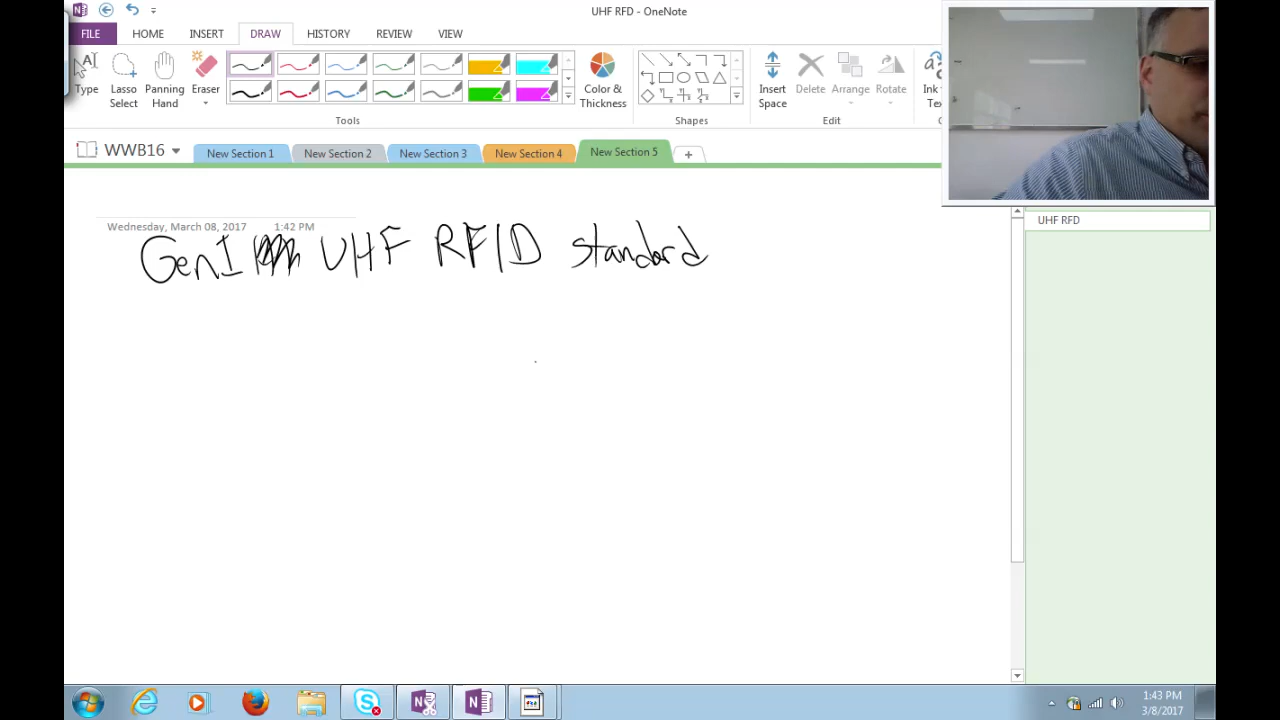 UHF RFD - OneNote
FILE HOME INSERT DRAW HISTORY REVIEW VIEW
Type
Lasso Select
Panning Hand
Eraser
Color & Thickness
Insert Space
Delete
Arrange
Rotate
Ink to
Tools
Shapes
Edit
WWB16
New Section 1
New Section 2
New Section 3
New Section 4
New Section 5
UHF RFD
Wednesday, March 08, 2017 1:42 PM
Gen I UHF RFID standard
1:43 PM
3/8/2017